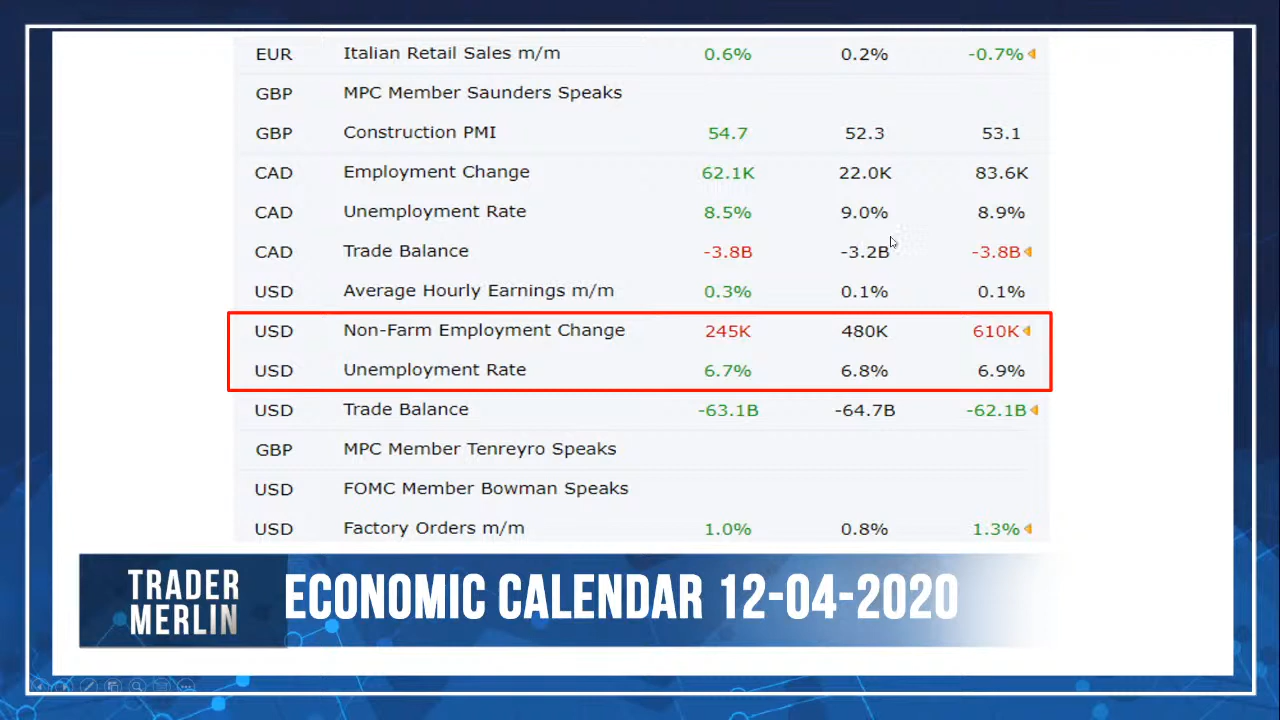 EUR Italian Retail Sales m/m 0.6% 0.2% -0.7%
GBP MPC Member Saunders Speaks
GBP Construction PMI 54.7 52.3 53.1
CAD Employment Change 62.1K 22.0K 83.6K
CAD Unemployment Rate 8.5% 9.0% 8.9%
CAD Trade Balance -3.8B -3.2B -3.8B
USD Average Hourly Earnings m/m 0.3% 0.1% 0.1%
USD Non-Farm Employment Change 245K 480K 610K
USD Unemployment Rate 6.7% 6.8% 6.9%
USD Trade Balance -63.1B -64.7B -62.1B
GBP MPC Member Tenreyro Speaks
USD FOMC Member Bowman Speaks
USD Factory Orders m/m 1.0% 0.8% 1.3%
TRADER
MERLIN
ECONOMIC CALENDAR 12-04-2020